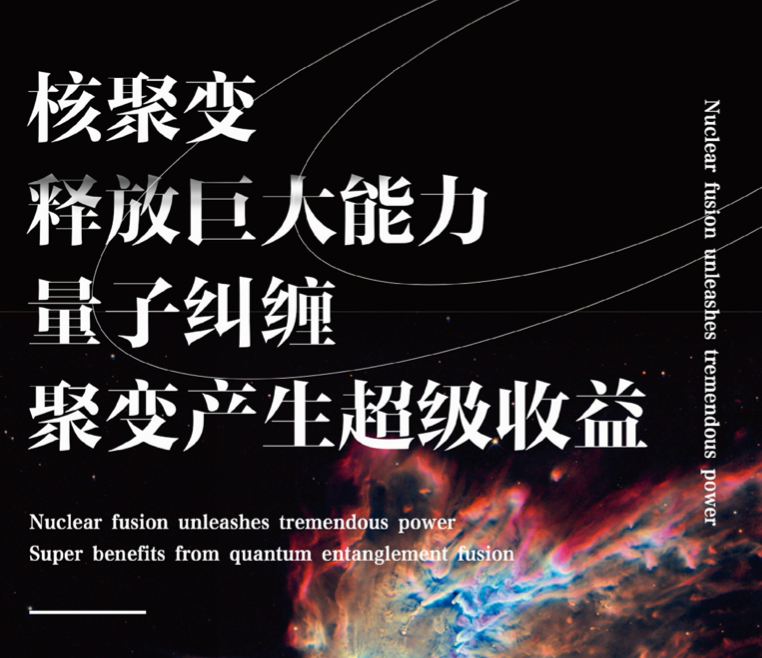 核聚变
释放巨大能力
量子纠缠
聚变产生超级收益
Nuclear fusion unleashes tremendous power
Super benefits from quantum entanglement fusion
Nuclear fusion unleashes tremendous power